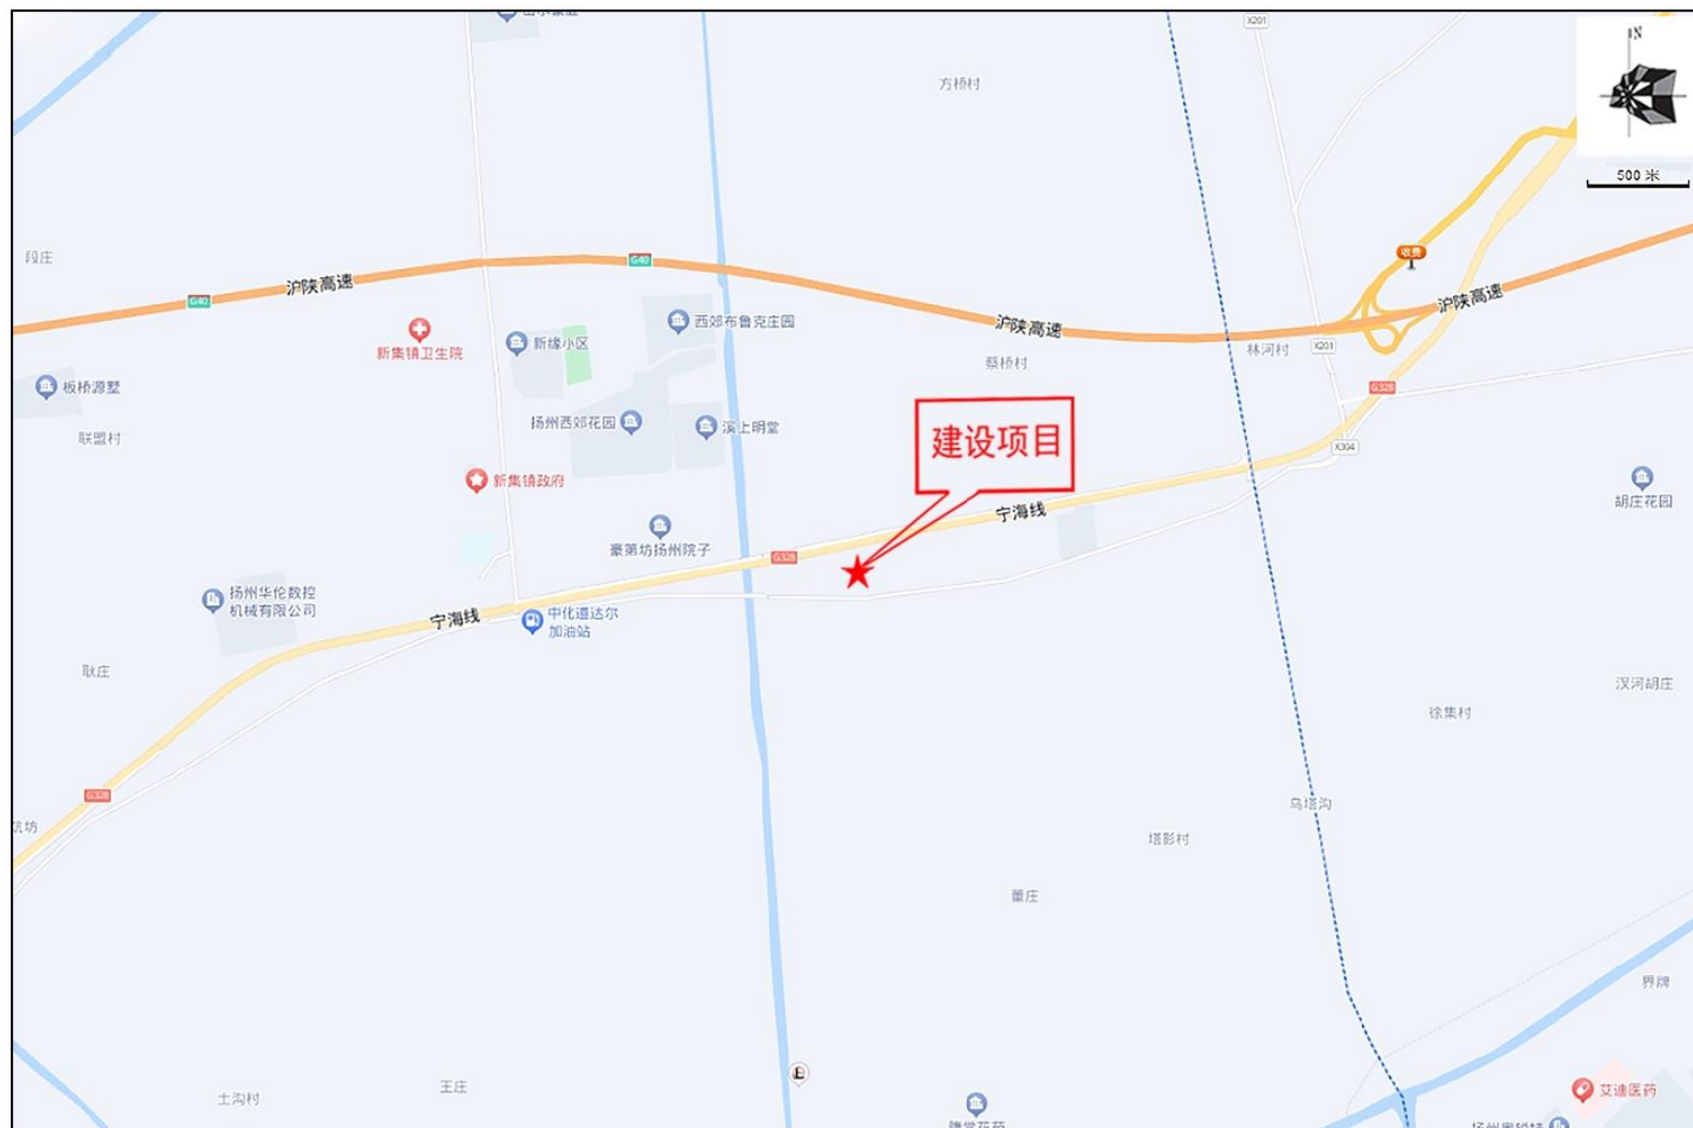 X201
N
方桥村
500 米
段庄
G40
沪陕高速
G40
收费
沪陕高速
沪陕高速
西郊布鲁克庄园
新缘小区
新集镇卫生院
蔡桥村
林河村
X201
板桥源墅
G328
扬州西郊花园
溪上明堂
联盟村
建设项目
X304
新集镇政府
胡庄花园
宁海线
豪第坊扬州院子
G328
扬州华伦数控
机械有限公司
宁海线
中化道达尔
加油站
耿庄
汊河胡庄
徐集村
G328
乌塔沟
坊
塔影村
董庄
界牌
王庄
土沟村
艾迪医药